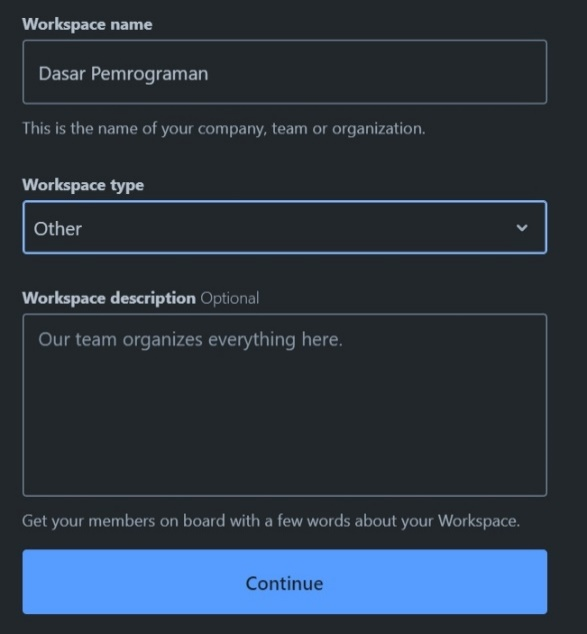 Workspace name
Dasar Pemrograman
This is the name of your company, team or organization.
Workspace type
Other
Workspace description Optional
Our team organizes everything here.
Get your members on board with a few words about your Workspace.
Continue